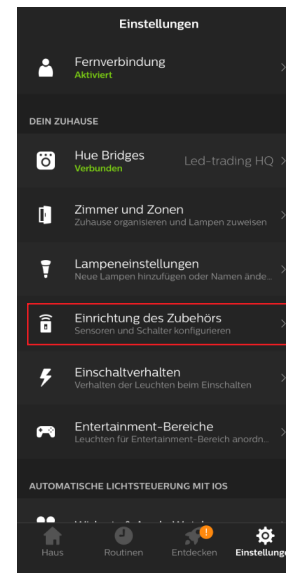 Einstellungen
Fernverbindung
Aktiviert
DEIN ZUHAUSE
Hue Bridges
Verbunden
Led-trading HQ
Zimmer und Zonen
Zuhause organisieren und Lampen zuweisen
Lampeneinstellungen
Neue Lampen hinzufügen oder Namen ände...
Einrichtung des Zubehörs
Sensoren und Schalter konfigurieren
Einschaltverhalten
Verhalten der Leuchten beim Einschalten
Entertainment-Bereiche
Leuchten für Entertainment-Bereich anordn...
AUTOMATISCHE LICHTSTEUERUNG MIT IOS
Haus
Routinen
Entdecken
Einstellunge